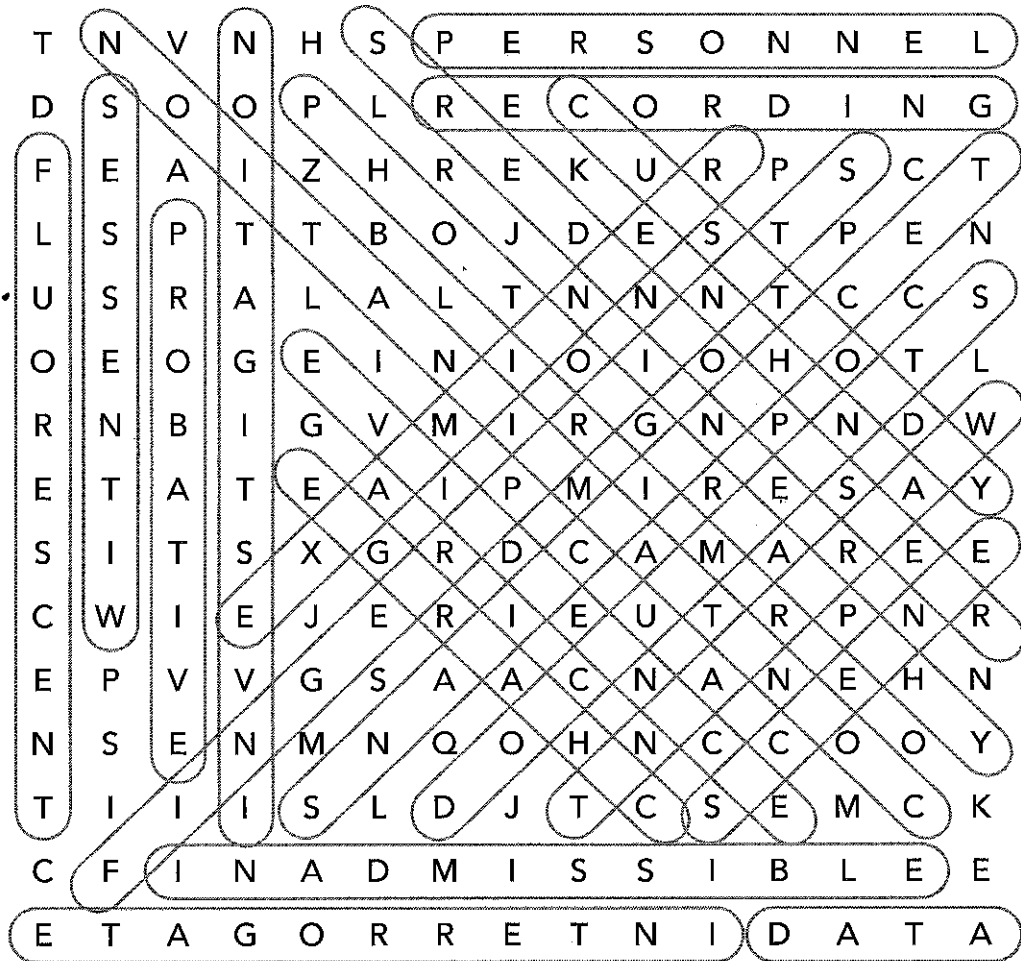 T N V N H S P E R S O N N E L
D S O O P L R E C O R D I N G
F E A I Z H R E K U R P S C T
L S P T T B O J D E S T P E N
U S R A L A L T N N N T C C S
O E O G E I N I O I O H O T L
R N B I G V M I R G N P N D W
E T A T E A I P M I R E S A Y
S I T S X G R D C A M A R E E
C W I E J E R I E U T R P N R
E P V V G S A A C N A N E H N
N S E N M N Q O H N C C O O Y
T I I I S L D J T C S E M C K
C F I N A D M I S S I B L E E
E T A G O R R E T N I D A T A